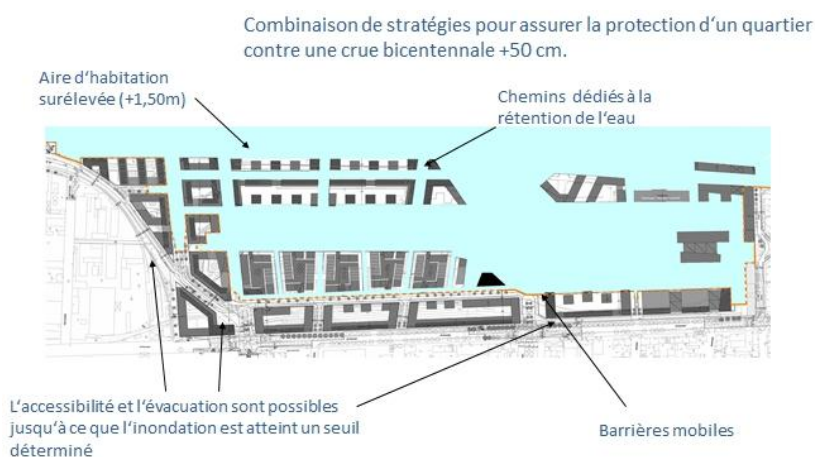 Combinaison de stratégies pour assurer la protection d'un quartier
contre une crue bicentennale +50 cm.
Aire d'habitation
surélevée (+1,50m)
Chemins dédiés à la
rétention de l'eau
L'accessibilité et l'évacuation sont possibles
jusqu'à ce que l'inondation est atteint un seuil
déterminé
Barrières mobiles